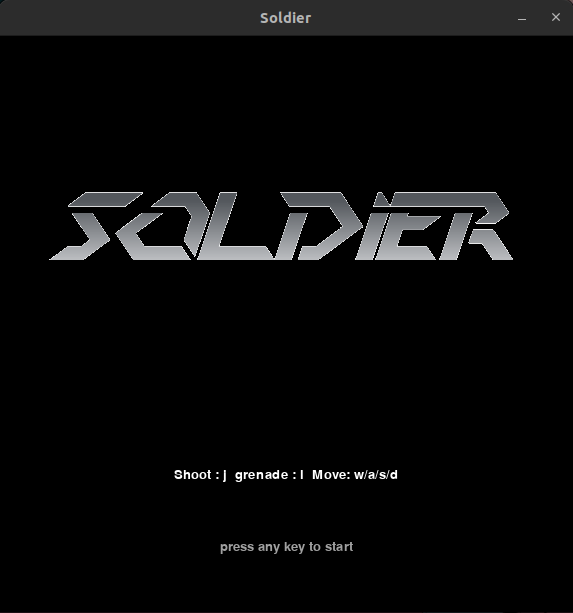 Soldier
SOLDIER
Shoot : j grenade : l Move: w/a/s/d
press any key to start